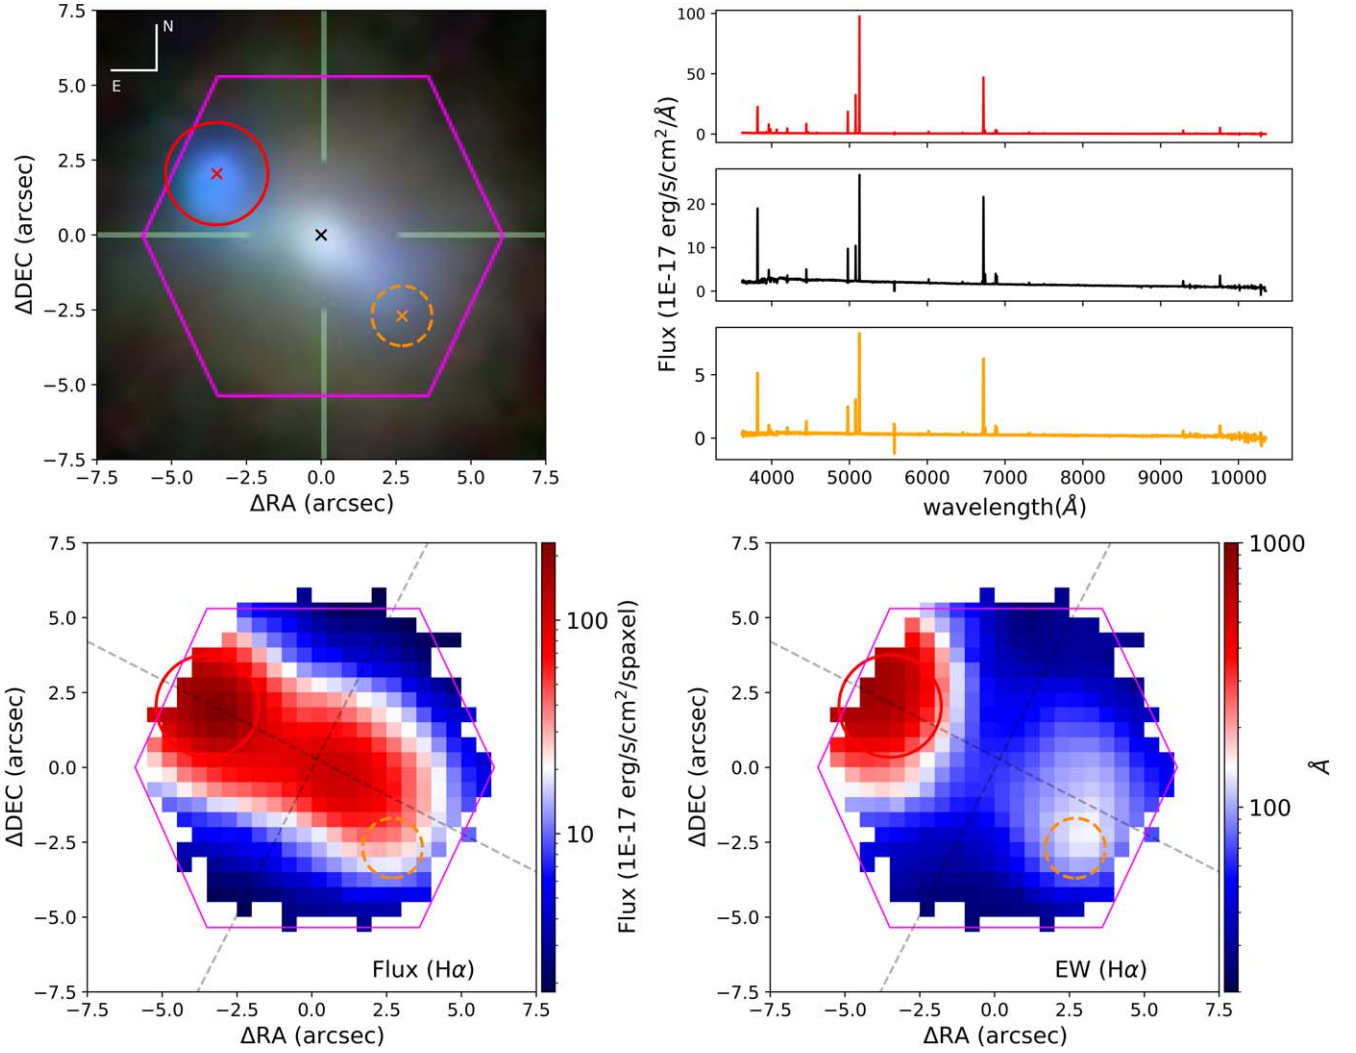 7.5
5.0
2.5
0.0
−2.5
−5.0
−7.5
ΔDEC (arcsec)
N
E
−7.5 −5.0 −2.5 0.0 2.5 5.0 7.5
ΔRA (arcsec)
100
50
0
20
10
0
5
0
Flux (1E-17 erg/s/cm²/Å)
4000 5000 6000 7000 8000 9000 10000
wavelength(Å)
7.5
5.0
2.5
0.0
−2.5
−5.0
−7.5
ΔDEC (arcsec)
Flux (Hα)
−7.5 −5.0 −2.5 0.0 2.5 5.0 7.5
ΔRA (arcsec)
100
10
Flux (1E-17 erg/s/cm²/spaxel)
7.5
5.0
2.5
0.0
−2.5
−5.0
−7.5
ΔDEC (arcsec)
EW (Hα)
−7.5 −5.0 −2.5 0.0 2.5 5.0 7.5
ΔRA (arcsec)
1000
100
Å